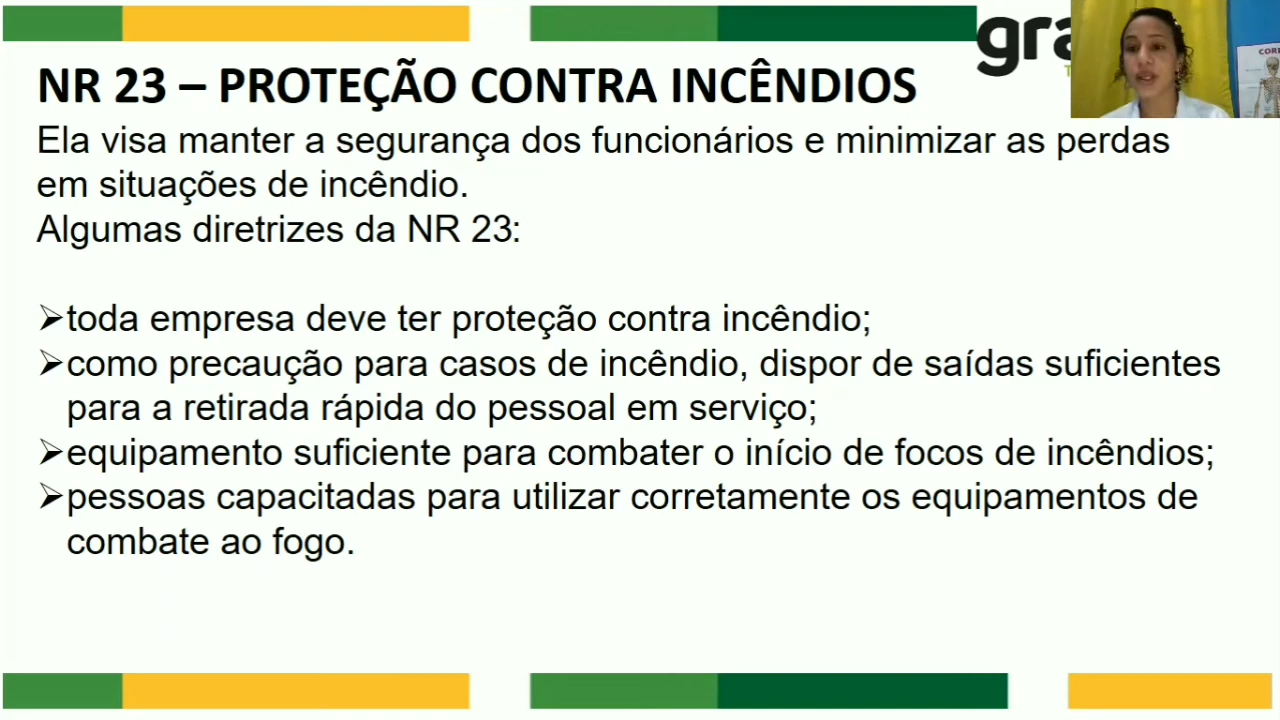 NR 23 – PROTEÇÃO CONTRA INCÊNDIOS
Ela visa manter a segurança dos funcionários e minimizar as perdas
em situações de incêndio.
Algumas diretrizes da NR 23:
➢toda empresa deve ter proteção contra incêndio;
➢como precaução para casos de incêndio, dispor de saídas suficientes
para a retirada rápida do pessoal em serviço;
➢equipamento suficiente para combater o início de focos de incêndios;
➢pessoas capacitadas para utilizar corretamente os equipamentos de
combate ao fogo.